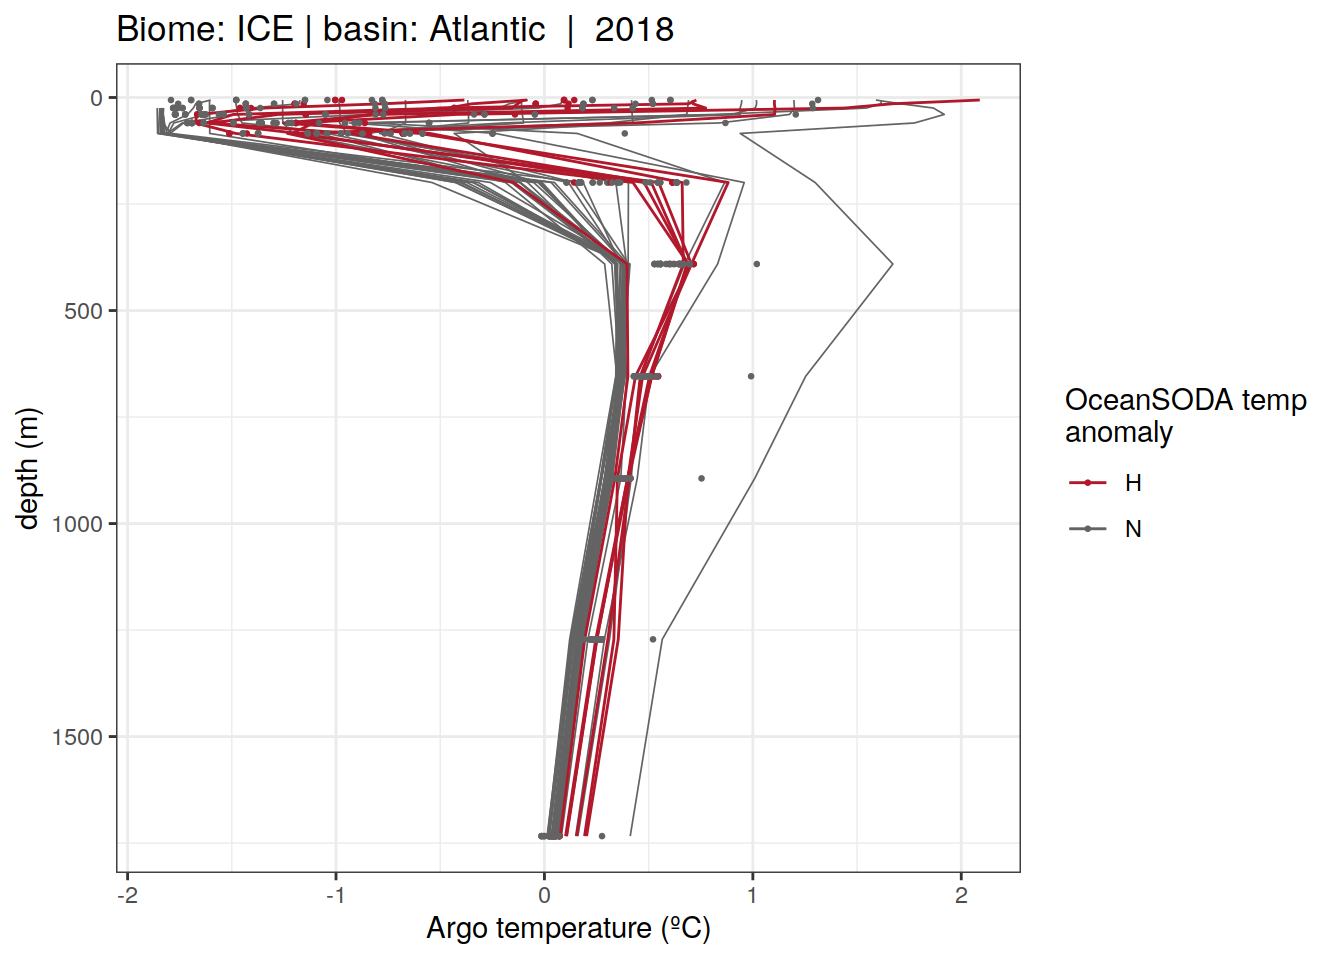 Biome: ICE | basin: Atlantic  |  2018
0
500
1000
1500
depth (m)
-2
-1
0
1
2
Argo temperature (ºC)
OceanSODA temp
anomaly
H
N